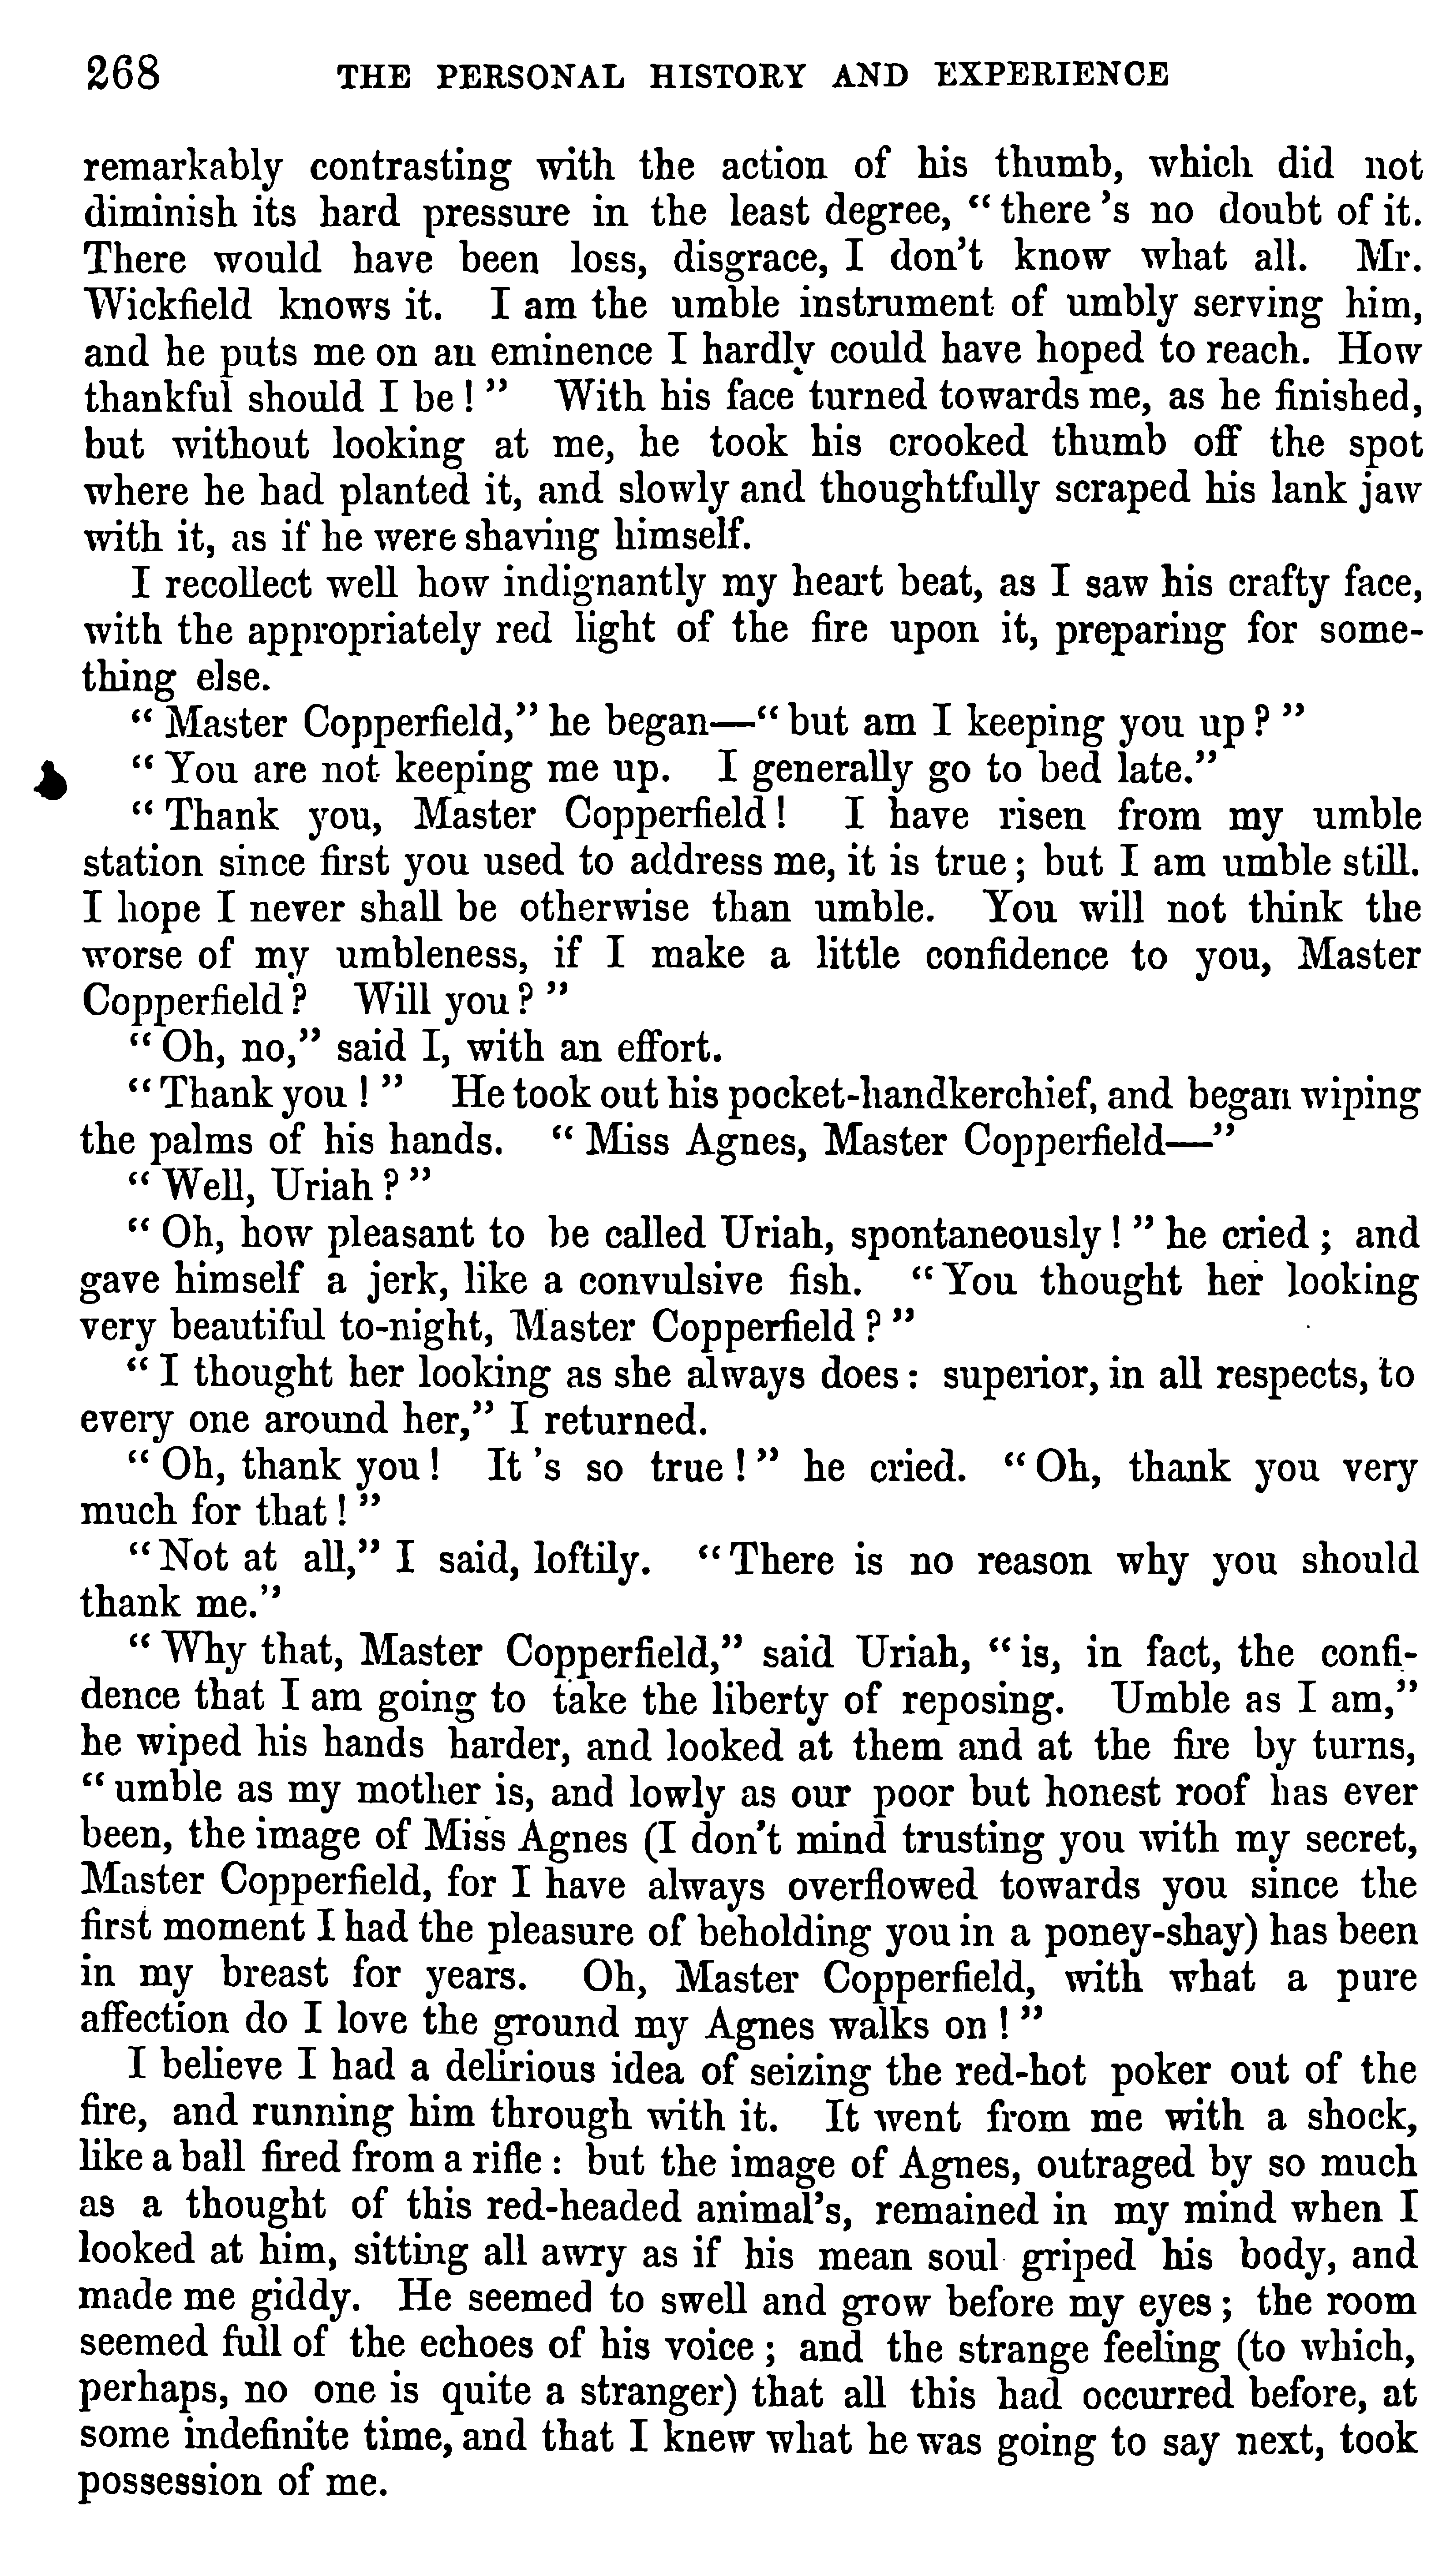 268 THE PERSONAL HISTORY AND EXPERIENCE
remarkably contrasting with the action of his thumb, which did not
diminish its hard pressure in the least degree, “there's no doubt of it.
There would have been loss, disgrace, I don't know what all. Mr.
Wickfield knows it. I am the umble instrument of umbly serving him,
and he puts me on an eminence I hardly could have hoped to reach. How
thankful should I be!” With his face turned towards me, as he finished,
but without looking at me, he took his crooked thumb off the spot
where he had planted it, and slowly and thoughtfully scraped his lank jaw
with it, as if he were shaving himself.
I recollect well how indignantly my heart beat, as I saw his crafty face,
with the appropriately red light of the fire upon it, preparing for some-
thing else.
“Master Copperfield,” he began—“but am I keeping you up?”
“You are not keeping me up. I generally go to bed late.”
“Thank you, Master Copperfield! I have risen from my umble
station since first you used to address me, it is true; but I am umble still.
I hope I never shall be otherwise than umble. You will not think the
worse of my umbleness, if I make a little confidence to you, Master
Copperfield? Will you?”
“Oh, no,” said I, with an effort.
“Thank you!” He took out his pocket-handkerchief, and began wiping
the palms of his hands. “Miss Agnes, Master Copperfield—”
“Well, Uriah?”
“Oh, how pleasant to be called Uriah, spontaneously!” he cried; and
gave himself a jerk, like a convulsive fish. “You thought her looking
very beautiful to-night, Master Copperfield?”
“I thought her looking as she always does: superior, in all respects, to
every one around her,” I returned.
“Oh, thank you! It's so true!” he cried. “Oh, thank you very
much for that!”
“Not at all,” I said, loftily. “There is no reason why you should
thank me.”
“Why that, Master Copperfield,” said Uriah, “is, in fact, the confi-
dence that I am going to take the liberty of reposing. Umble as I am,”
he wiped his hands harder, and looked at them and at the fire by turns,
“umble as my mother is, and lowly as our poor but honest roof has ever
been, the image of Miss Agnes (I don't mind trusting you with my secret,
Master Copperfield, for I have always overflowed towards you since the
first moment I had the pleasure of beholding you in a poney-shay) has been
in my breast for years. Oh, Master Copperfield, with what a pure
affection do I love the ground my Agnes walks on!”
I believe I had a delirious idea of seizing the red-hot poker out of the
fire, and running him through with it. It went from me with a shock,
like a ball fired from a rifle: but the image of Agnes, outraged by so much
as a thought of this red-headed animal's, remained in my mind when I
looked at him, sitting all awry as if his mean soul griped his body, and
made me giddy. He seemed to swell and grow before my eyes; the room
seemed full of the echoes of his voice; and the strange feeling (to which,
perhaps, no one is quite a stranger) that all this had occurred before, at
some indefinite time, and that I knew what he was going to say next, took
possession of me.